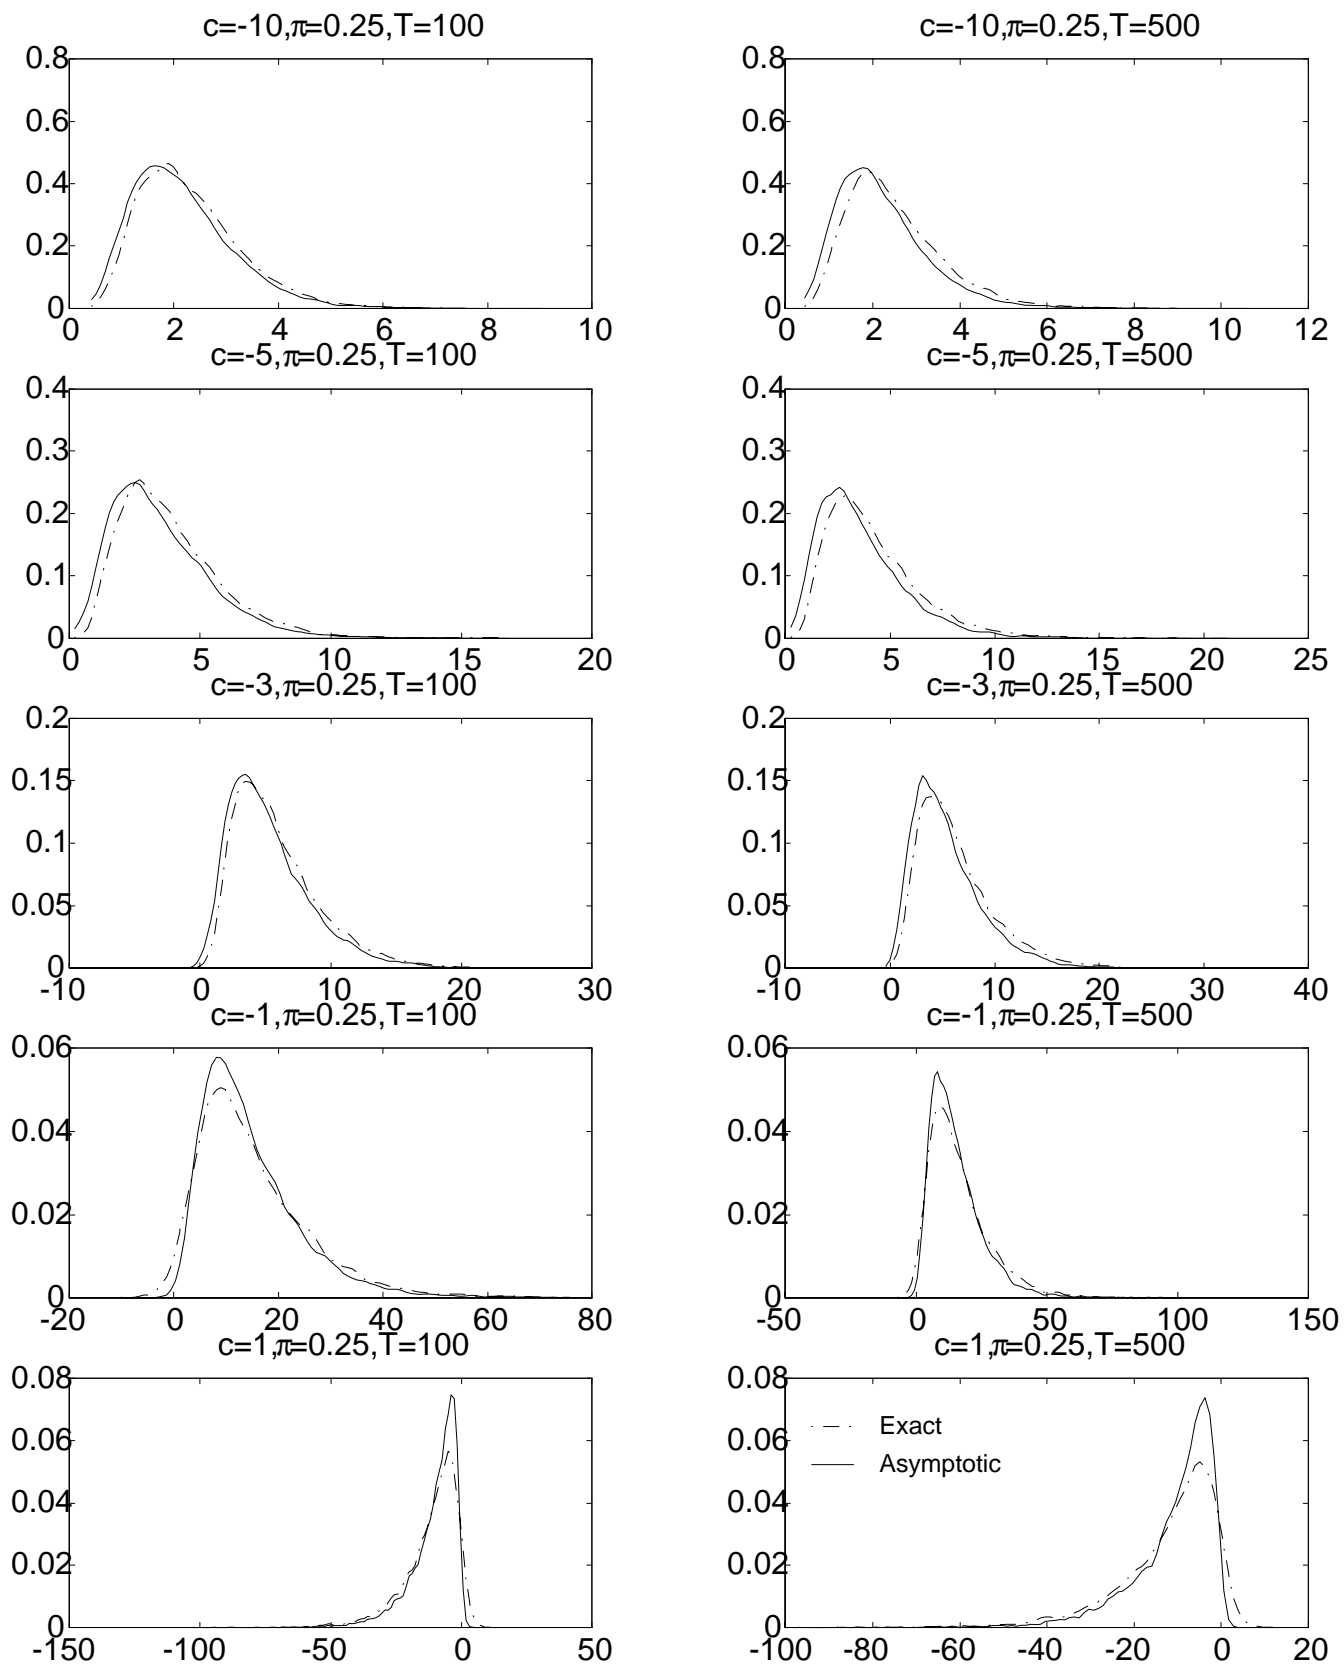 c=-10,π=0.25,T=100
0.8
0.6
0.4
0.2
0
0 2 4 6 8 10
c=-10,π=0.25,T=500
0.8
0.6
0.4
0.2
0
0 2 4 6 8 10 12
c=-5,π=0.25,T=100
0.4
0.3
0.2
0.1
0
0 5 10 15 20
c=-5,π=0.25,T=500
0.4
0.3
0.2
0.1
0
0 5 10 15 20 25
c=-3,π=0.25,T=100
0.2
0.15
0.1
0.05
0
-10 0 10 20 30
c=-3,π=0.25,T=500
0.2
0.15
0.1
0.05
0
-10 0 10 20 30 40
c=-1,π=0.25,T=100
0.06
0.04
0.02
0
-20 0 20 40 60 80
c=-1,π=0.25,T=500
0.06
0.04
0.02
0
-50 0 50 100 150
c=1,π=0.25,T=100
0.08
0.06
0.04
0.02
0
-150 -100 -50 0 50
c=1,π=0.25,T=500
0.08
0.06
0.04
0.02
0
-100 -80 -60 -40 -20 0 20
Exact
Asymptotic